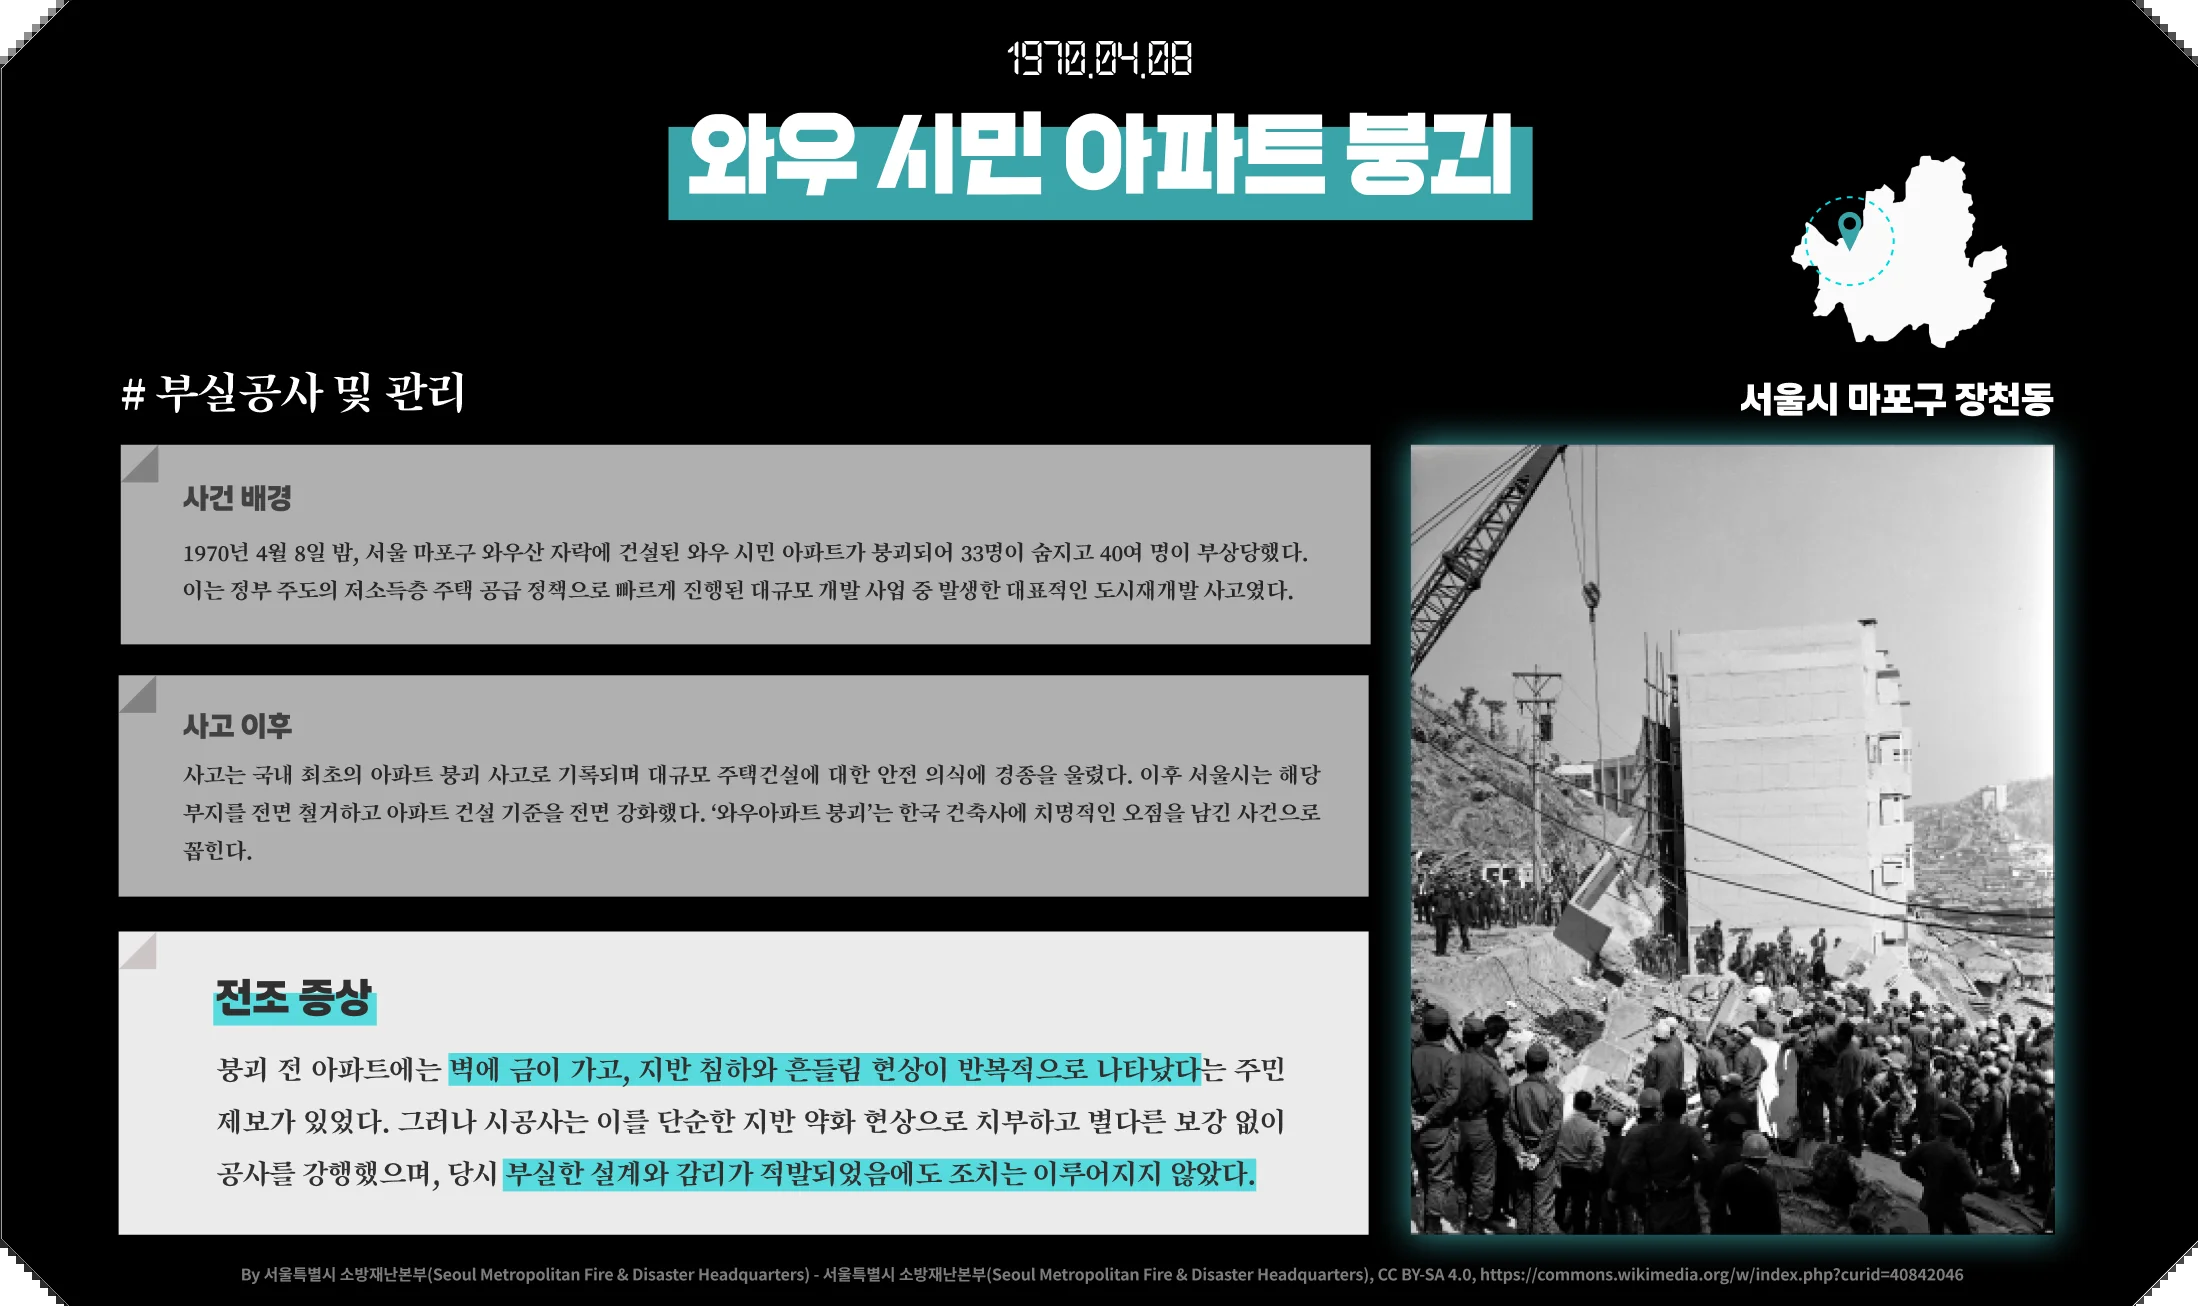 1970.04.08
와우 시민 아파트 붕괴
# 부실공사 및 관리
서울시 마포구 장천동
사건 배경
1970년 4월 8일 밤, 서울 마포구 와우산 자락에 건설된 와우 시민 아파트가 붕괴되어 33명이 숨지고 40여 명이 부상당했다.
이는 정부 주도의 저소득층 주택 공급 정책으로 빠르게 진행된 대규모 개발 사업 중 발생한 대표적인 도시재개발 사고였다.
사고 이후
사고는 국내 최초의 아파트 붕괴 사고로 기록되며 대규모 주택건설에 대한 안전 의식에 경종을 울렸다. 이후 서울시는 해당
부지를 전면 철거하고 아파트 건설 기준을 전면 강화했다. ‘와우아파트 붕괴’는 한국 건축사에 치명적인 오점을 남긴 사건으로
꼽힌다.
전조 증상
붕괴 전 아파트에는 벽에 금이 가고, 지반 침하와 흔들림 현상이 반복적으로 나타났다는 주민
제보가 있었다. 그러나 시공사는 이를 단순한 지반 약화 현상으로 치부하고 별다른 보강 없이
공사를 강행했으며, 당시 부실한 설계와 감리가 적발되었음에도 조치는 이루어지지 않았다.
By 서울특별시 소방재난본부(Seoul Metropolitan Fire & Disaster Headquarters) - 서울특별시 소방재난본부(Seoul Metropolitan Fire & Disaster Headquarters), CC BY-SA 4.0, https://commons.wikimedia.org/w/index.php?curid=40842046